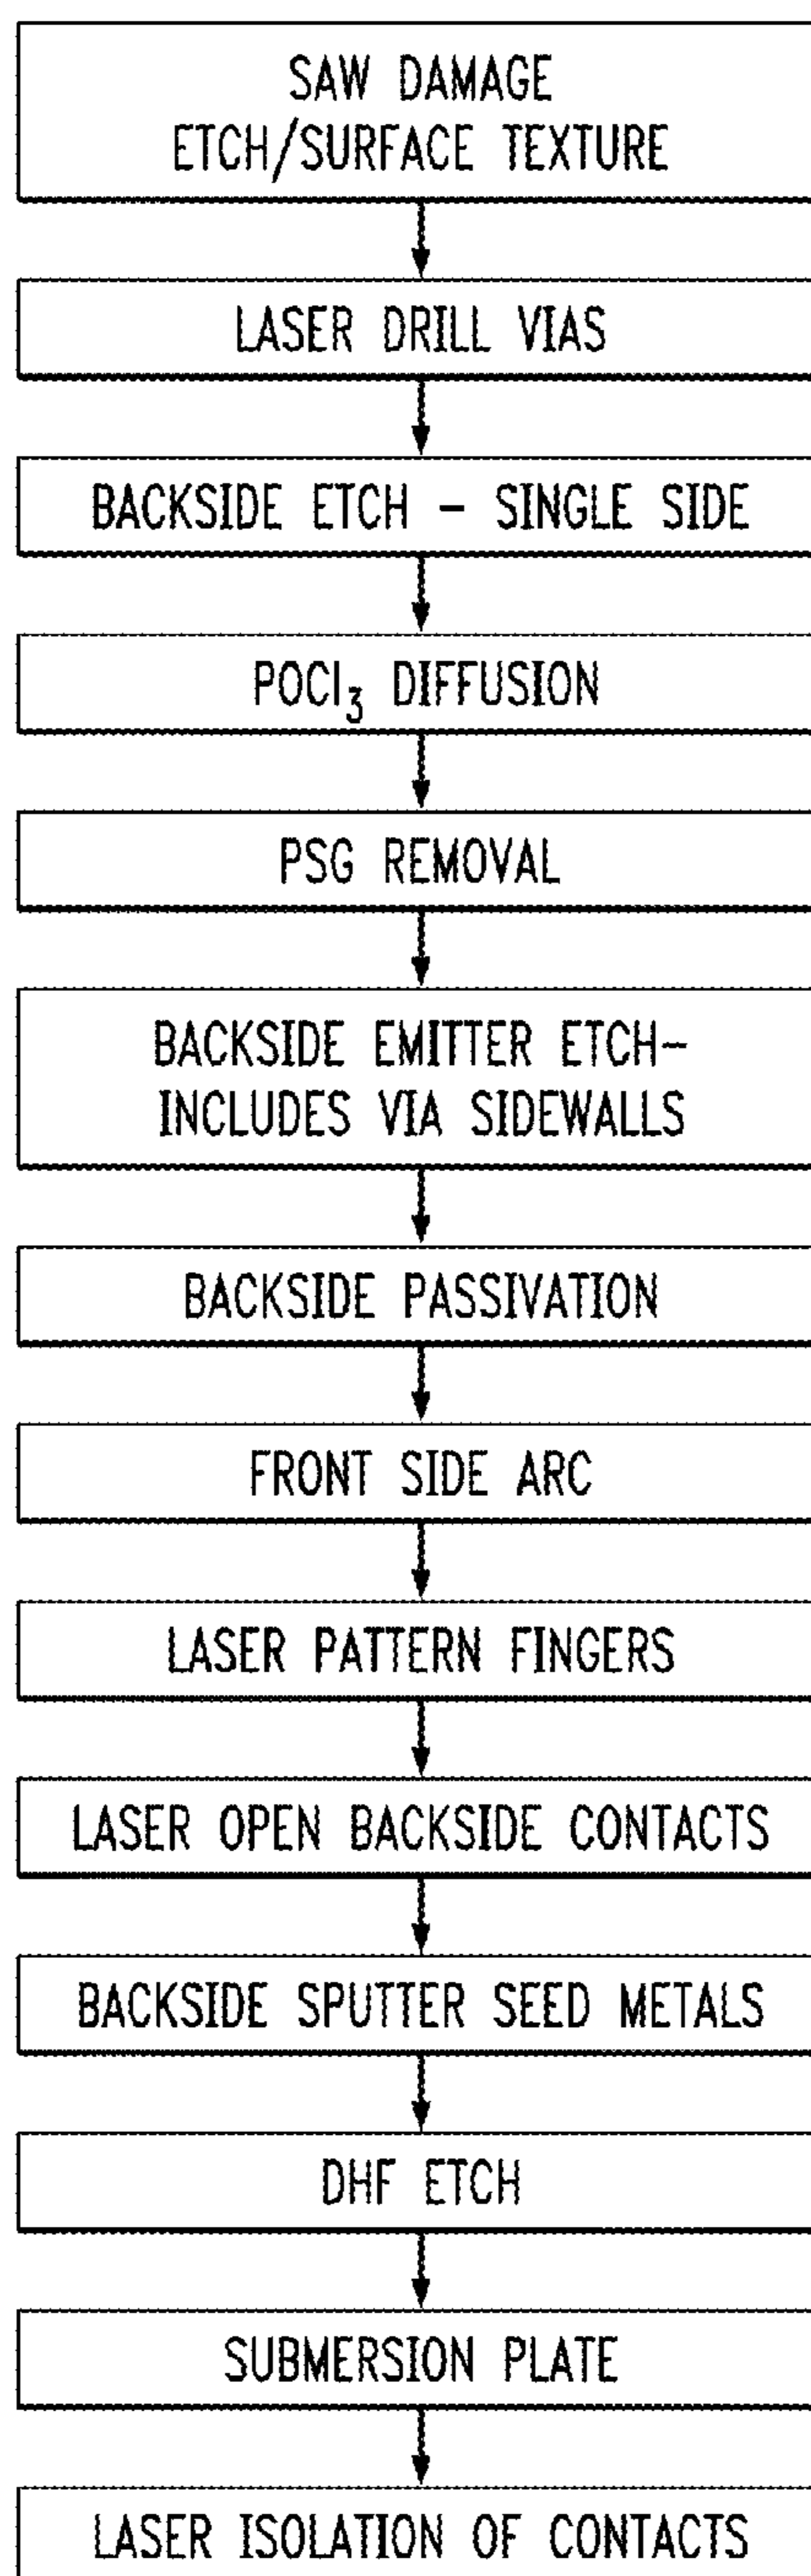 SAW DAMAGE
ETCH/SURFACE TEXTURE
LASER DRILL VIAS
BACKSIDE ETCH - SINGLE SIDE
POCl₃ DIFFUSION
PSG REMOVAL
BACKSIDE EMITTER ETCH-
INCLUDES VIA SIDEWALLS
BACKSIDE PASSIVATION
FRONT SIDE ARC
LASER PATTERN FINGERS
LASER OPEN BACKSIDE CONTACTS
BACKSIDE SPUTTER SEED METALS
DHF ETCH
SUBMERSION PLATE
LASER ISOLATION OF CONTACTS